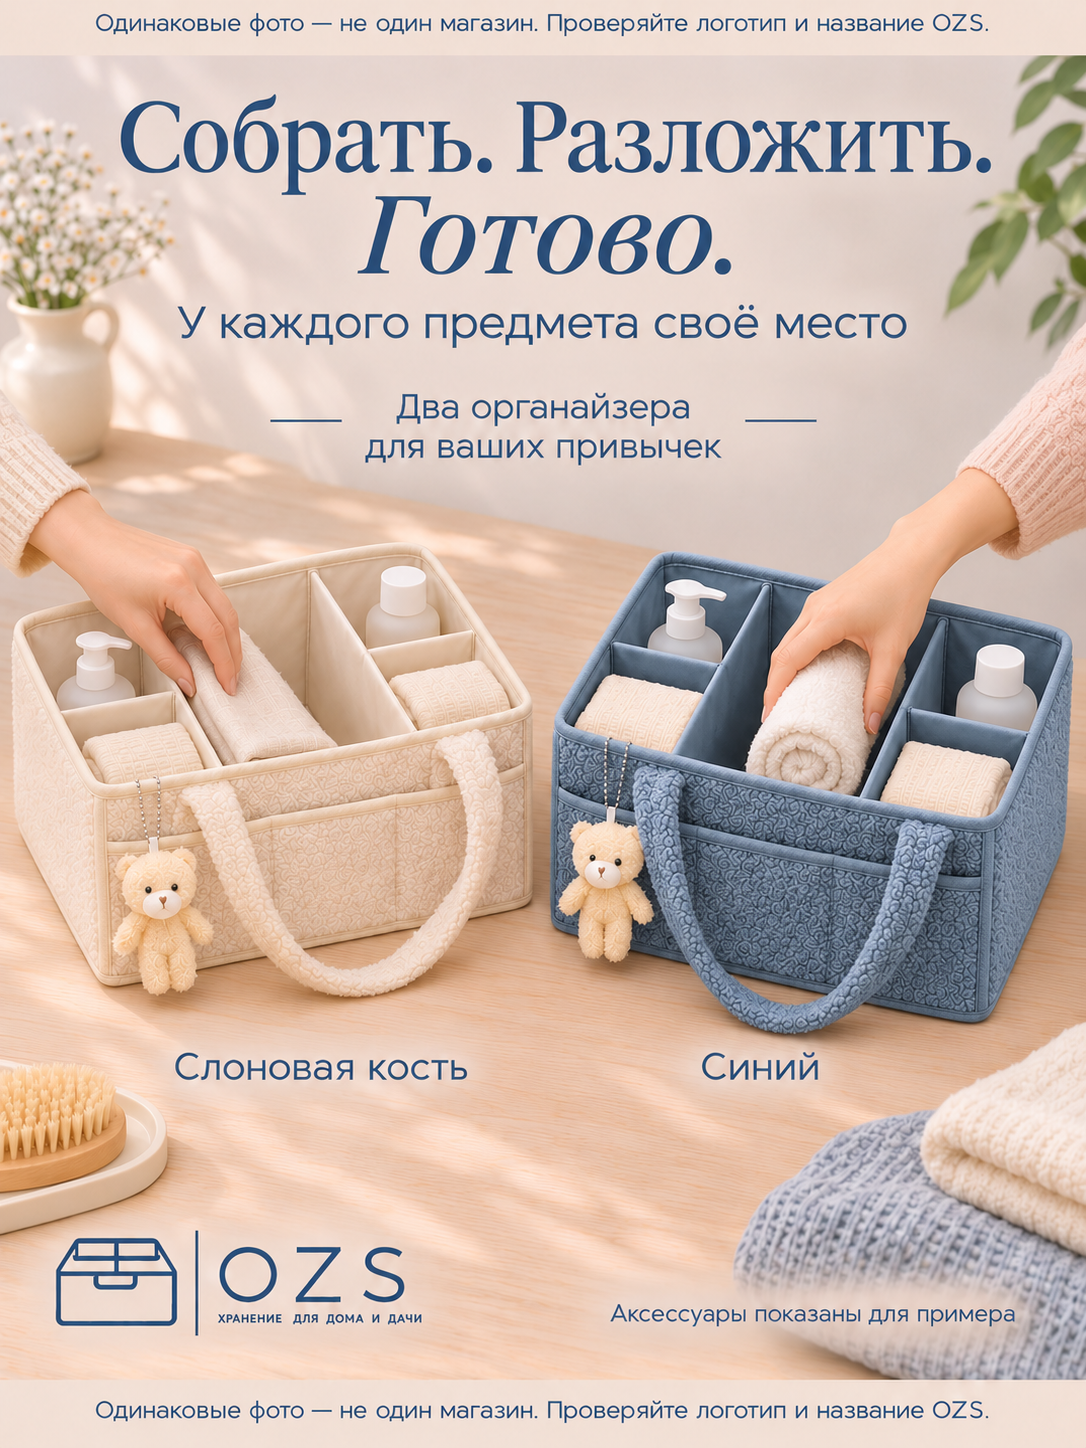 Одинаковые фото — не один магазин. Проверяйте логотип и название OZS.
Собрать. Разложить.
Готово.
У каждого предмета своё место
Два органайзера
для ваших привычек
Слоновая кость
Синий
OZS
ХРАНЕНИЕ ДЛЯ ДОМА И ДАЧИ
Аксессуары показаны для примера
Одинаковые фото — не один магазин. Проверяйте логотип и название OZS.